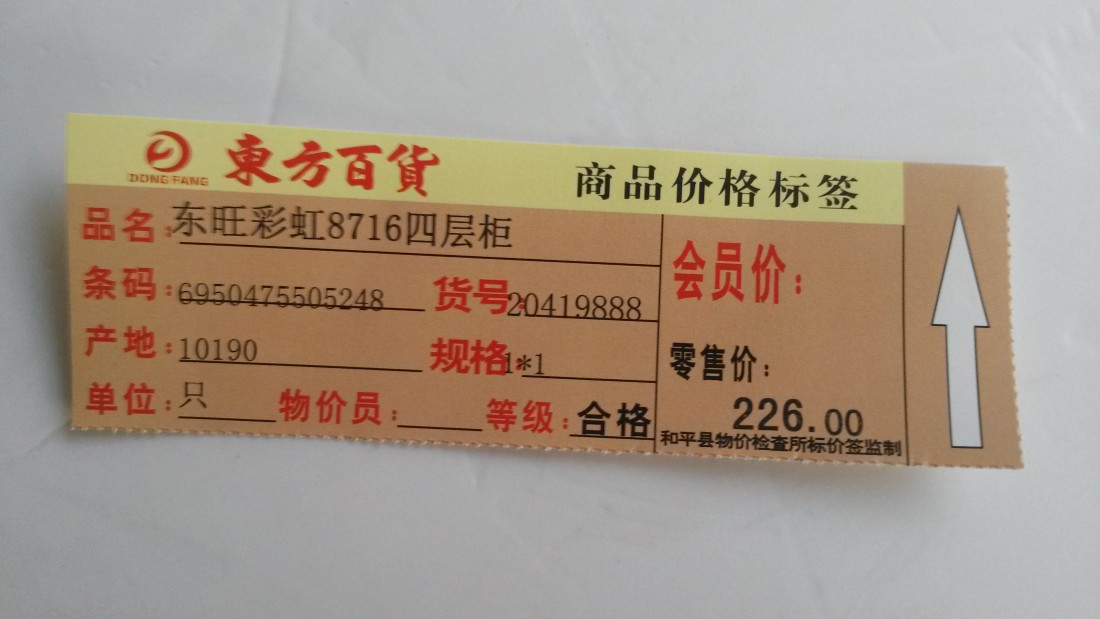 DONG FANG 東方百貨 商品价格标签
品名:东旺彩虹8716四层柜
条码:6950475505248 货号:20419888
产地:10190 规格1*1
单位:只 物价员: 等级:合格
会员价:
零售价:
226.00
和平县物价检查所标价签监制